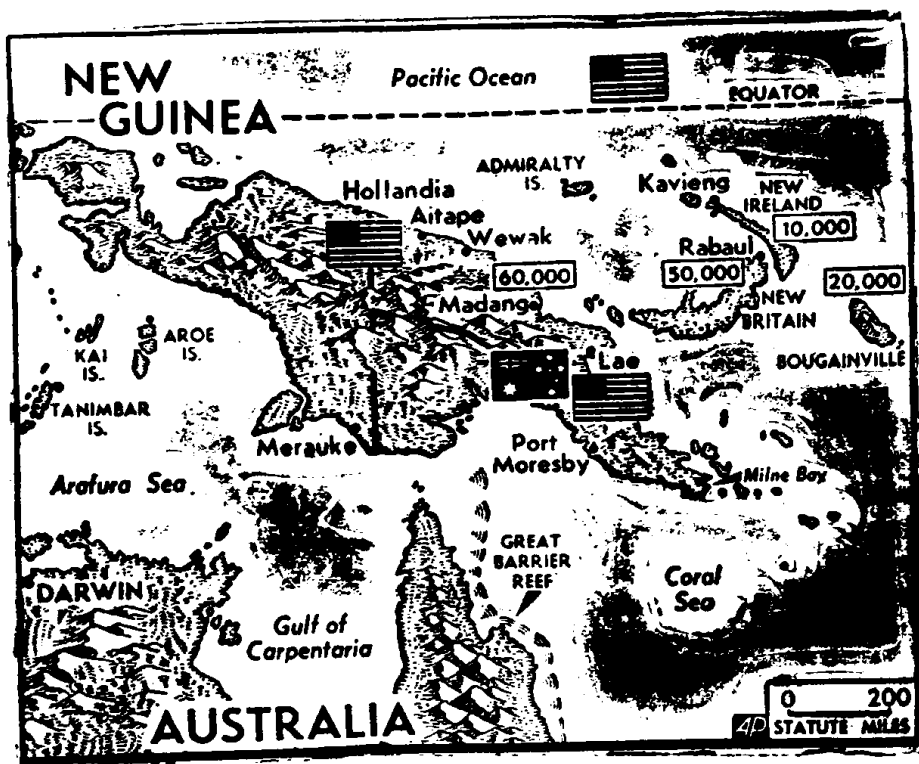 NEW
GUINEA
Pacific Ocean
EQUATOR
ADMIRALTY
IS.
Kavieng
NEW
IRELAND
10,000
Hollandia
Aitape
Wewak
60,000
Rabaul
50,000
20,000
Madang
NEW
BRITAIN
BOUGAINVILLE
KAI
IS.
AROE
IS.
TANIMBAR
IS.
Lae
Merauke
Port
Moresby
Milne Bay
Arafura Sea
GREAT
BARRIER
REEF
Coral
Sea
DARWIN
Gulf of
Carpentaria
AUSTRALIA
0 200
AP STATUTE MILES